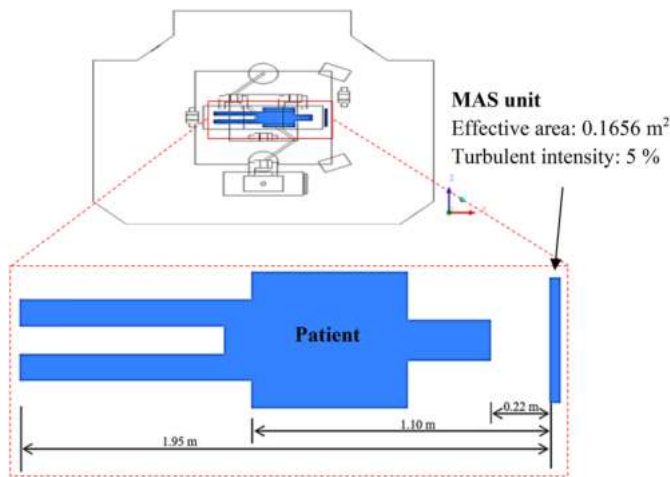 MAS unit
Effective area: 0.1656 m²
Turbulent intensity: 5 %
Patient
0.22 m
1.10 m
1.95 m